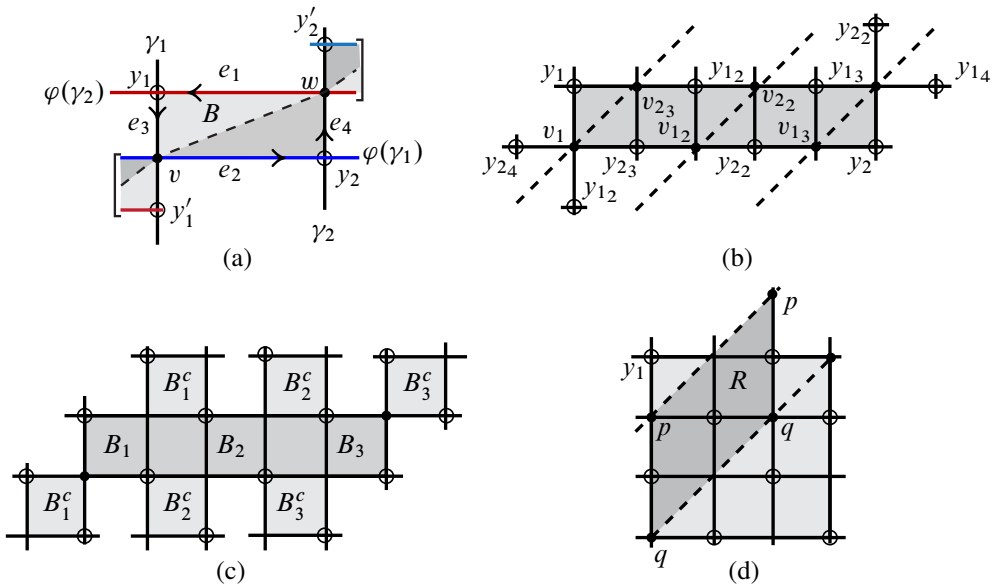 y′₂
γ₁
y₁ e₁ w
φ(γ₂)
e₃ B e₄
φ(γ₁)
v e₂ y₂
y′₁ γ₂
(a)
y₂₂
y₁ y₁₂ y₁₃ y₁₄
v₂₃ v₂₂
v₁ v₁₂ v₁₃
y₂₄ y₂₃ y₂₂ y₂
y₁₂
(b)
B₁ᶜ B₂ᶜ B₃ᶜ
B₁ B₂ B₃
B₁ᶜ B₂ᶜ B₃ᶜ
(c)
p
y₁ R
p q
q
(d)